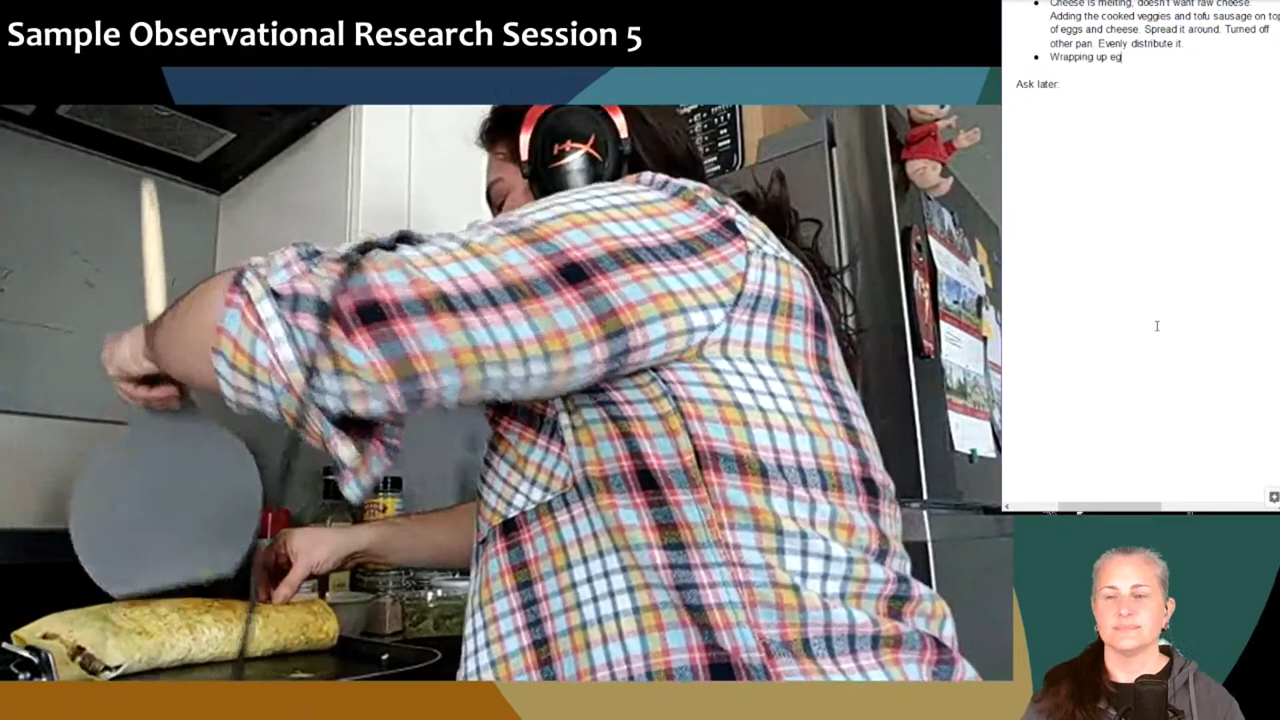 Sample Observational Research Session 5
Cheese is melting, doesn't want raw cheese.
Adding the cooked veggies and tofu sausage on top
of eggs and cheese. Spread it around. Turned off
other pan. Evenly distribute it.
Wrapping up eg
Ask later: